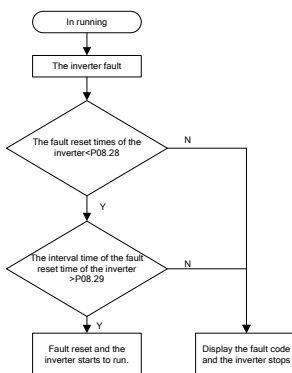 In running
The inverter fault
The fault reset times of the
inverter<P08.28
N
Y
The interval time of the fault
reset time of the inverter
>P08.29
N
Y
Fault reset and the
inverter starts to run.
Display the fault code
and the inverter stops